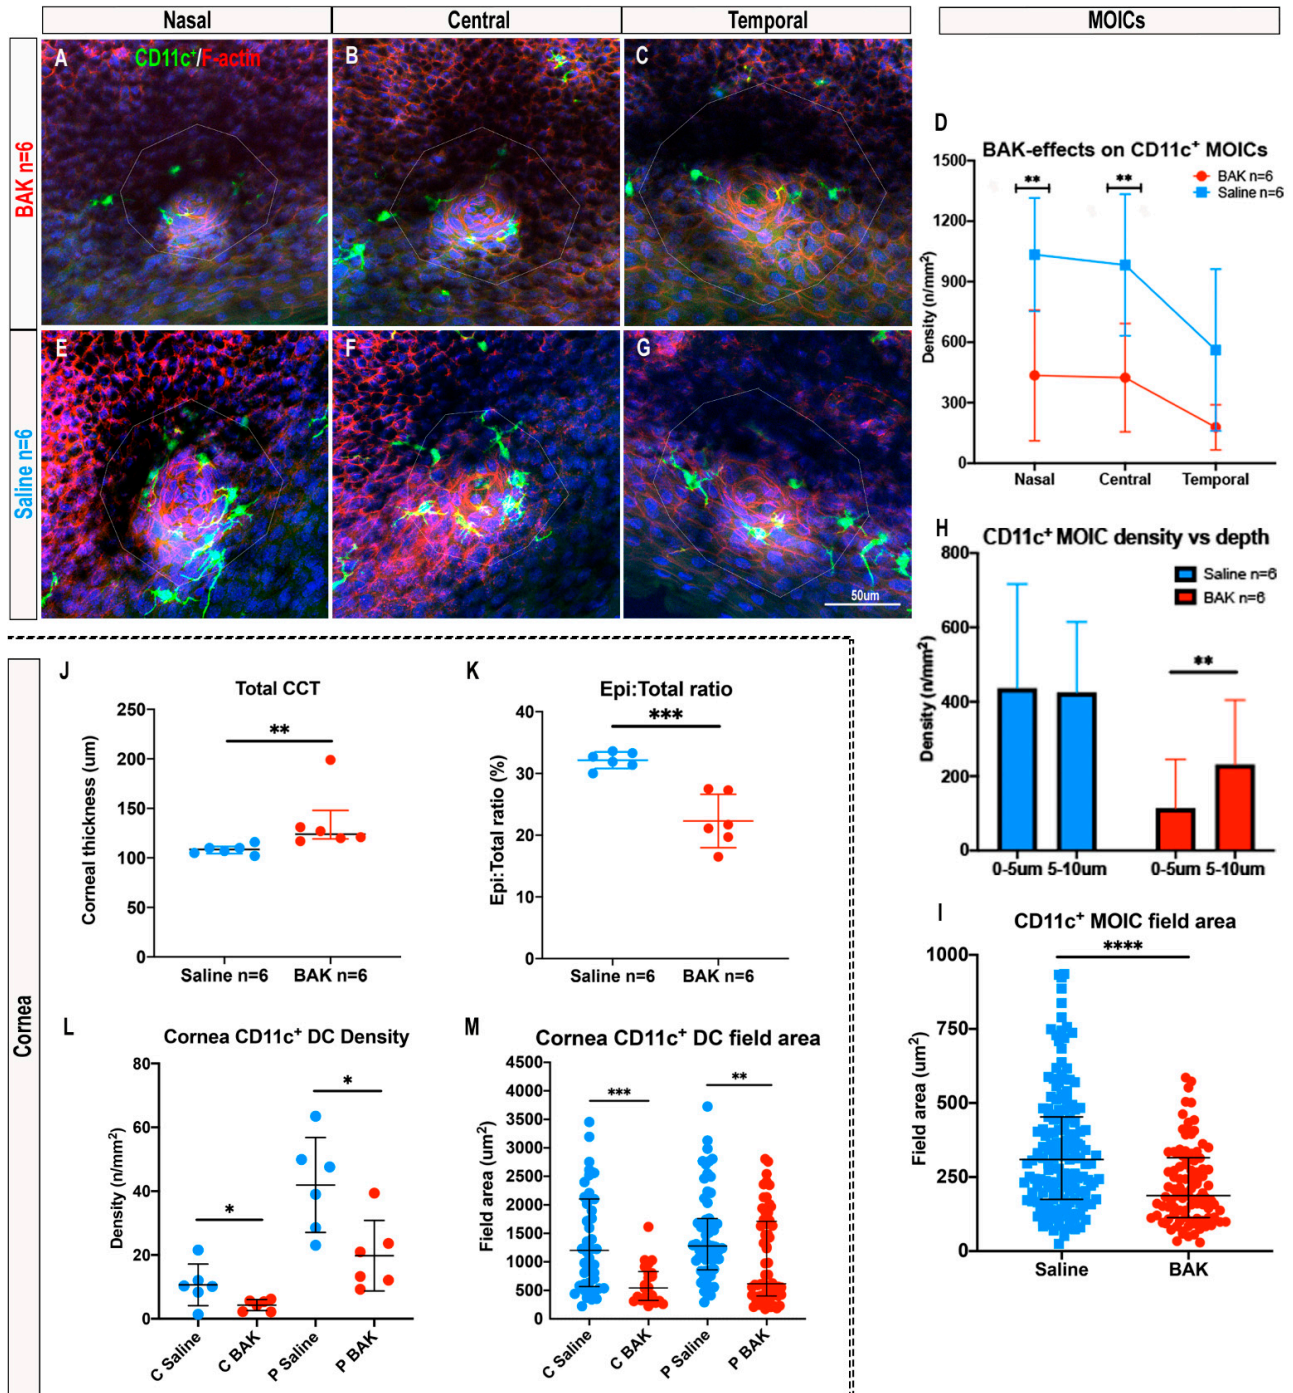 Nasal
Central
Temporal
MOICs
BAK n=6
A
CD11c⁺/F-actin
B
C
Saline n=6
E
F
G
50um
D
BAK-effects on CD11c⁺ MOICs
BAK n=6
Saline n=6
** **
Density (n/mm²)
1500
1200
900
600
300
0
Nasal Central Temporal
H
CD11c⁺ MOIC density vs depth
Saline n=6
BAK n=6
**
Density (n/mm²)
800
600
400
200
0
0-5um 5-10um 0-5um 5-10um
I
CD11c⁺ MOIC field area
****
Field area (um²)
1000
750
500
250
0
Saline BAK
Cornea
J
Total CCT
**
Corneal thickness (um)
250
200
150
100
50
0
Saline n=6 BAK n=6
K
Epi:Total ratio
***
Epi:Total ratio (%)
40
30
20
10
0
Saline n=6 BAK n=6
L
Cornea CD11c⁺ DC Density
* *
Density (n/mm²)
80
60
40
20
0
C Saline C BAK P Saline P BAK
M
Cornea CD11c⁺ DC field area
*** **
Field area (um²)
4500
4000
3500
3000
2500
2000
1500
1000
500
0
C Saline C BAK P Saline P BAK